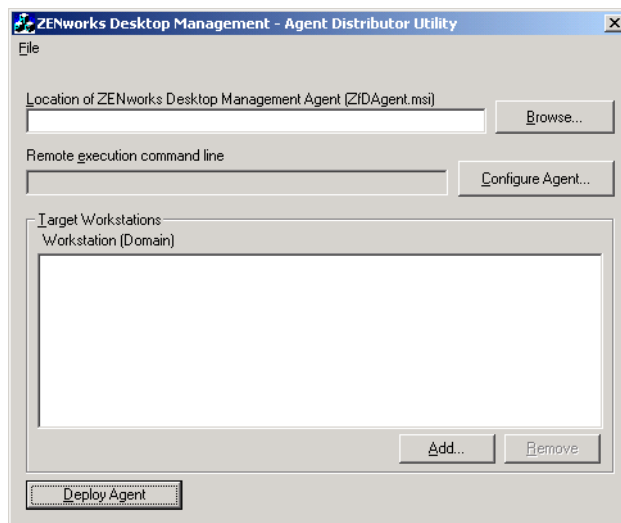 ZENworks Desktop Management - Agent Distributor Utility
File
Location of ZENworks Desktop Management Agent (ZfDAgent.msi)
Browse...
Remote execution command line
Configure Agent...
Target Workstations
Workstation (Domain)
Add...
Remove
Deploy Agent